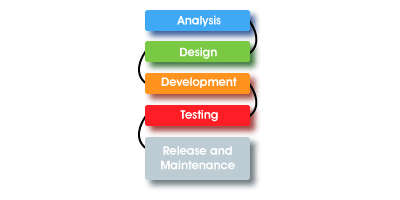 Analysis
Design
Development
Testing
Release and
Maintenance